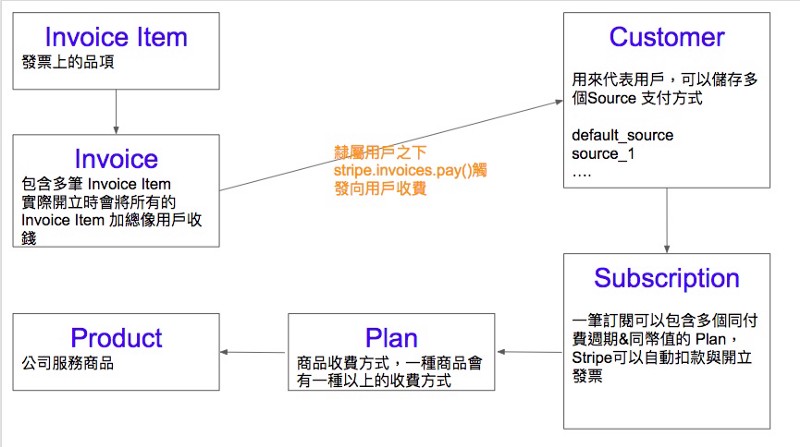 Invoice Item
發票上的品項
Invoice
包含多筆 Invoice Item
實際開立時會將所有的
Invoice Item 加總像用戶收
錢
隸屬用戶之下
stripe.invoices.pay()觸
發向用戶收費
Customer
用來代表用戶，可以儲存多
個Source 支付方式
default_source
source_1
....
Subscription
一筆訂閱可以包含多個同付
費週期&同幣值的 Plan，
Stripe可以自動扣款與開立
發票
Plan
商品收費方式，一種商品會
有一種以上的收費方式
Product
公司服務商品